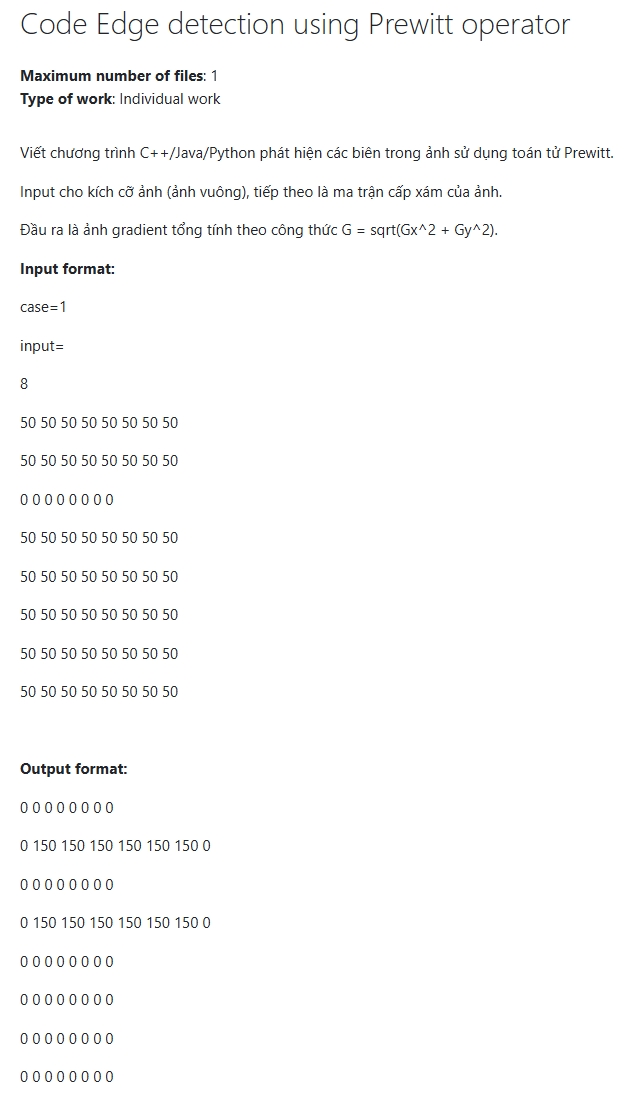 Code Edge detection using Prewitt operator
Maximum number of files: 1
Type of work: Individual work
Viết chương trình C++/Java/Python phát hiện các biên trong ảnh sử dụng toán tử Prewitt.
Input cho kích cỡ ảnh (ảnh vuông), tiếp theo là ma trận cấp xám của ảnh.
Đầu ra là ảnh gradient tổng tính theo công thức G = sqrt(Gx^2 + Gy^2).
Input format:
case=1
input=
8
50 50 50 50 50 50 50 50
50 50 50 50 50 50 50 50
0 0 0 0 0 0 0 0
50 50 50 50 50 50 50 50
50 50 50 50 50 50 50 50
50 50 50 50 50 50 50 50
50 50 50 50 50 50 50 50
50 50 50 50 50 50 50 50
Output format:
0 0 0 0 0 0 0 0
0 150 150 150 150 150 150 0
0 0 0 0 0 0 0 0
0 150 150 150 150 150 150 0
0 0 0 0 0 0 0 0
0 0 0 0 0 0 0 0
0 0 0 0 0 0 0 0
0 0 0 0 0 0 0 0